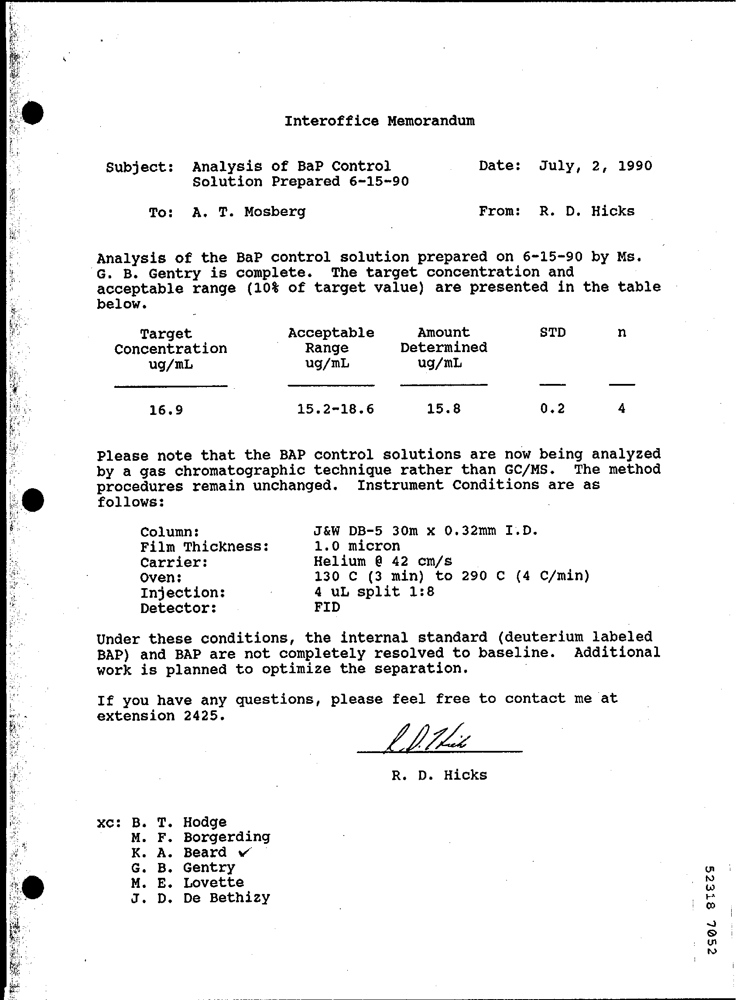 Interoffice Memorandum
Subject: Analysis of BaP Control Solution Prepared 6-15-90
Date: July, 2, 1990
To: A. T. Mosberg
From: R. D. Hicks
Analysis of the BaP control solution prepared on 6-15-90 by Ms.
G. B. Gentry is complete. The target concentration and
acceptable range (10% of target value) are presented in the table
below.
Target Concentration ug/mL
Acceptable Range ug/mL
Amount Determined ug/mL
STD
n
16.9 15.2-18.6 15.8 0.2 4
Please note that the BAP control solutions are now being analyzed
by a gas chromatographic technique rather than GC/MS. The method
procedures remain unchanged. Instrument Conditions are as
follows:
Column: J&W DB-5 30m x 0.32mm I.D.
Film Thickness: 1.0 micron
Carrier: Helium @ 42 cm/s
Oven: 130 C (3 min) to 290 C (4 C/min)
Injection: 4 uL split 1:8
Detector: FID
Under these conditions, the internal standard (deuterium labeled
BAP) and BAP are not completely resolved to baseline. Additional
work is planned to optimize the separation.
If you have any questions, please feel free to contact me at
extension 2425.
R.D. Hicks
R. D. Hicks
xc: B. T. Hodge
M. F. Borgerding
K. A. Beard ✓
G. B. Gentry
M. E. Lovette
J. D. De Bethizy
52318 7052